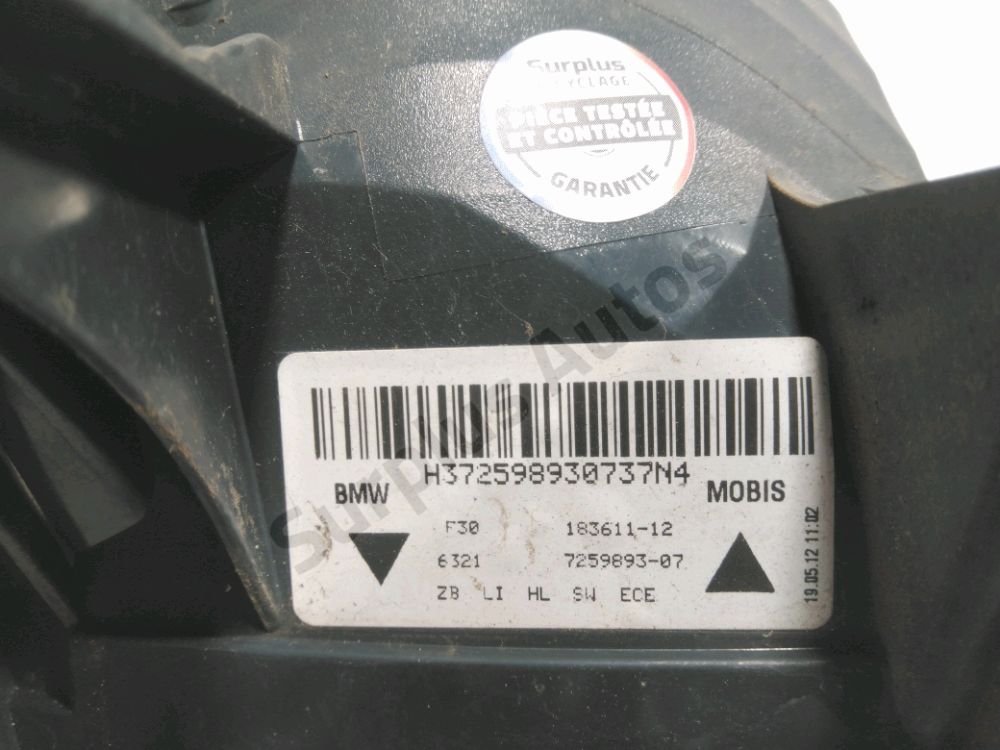 Surplus
RECYCLAGE
PIÈCE TESTÉE
ET CONTRÔLÉE
GARANTIE
Surplus Autos
H372598930737N4
BMW MOBIS
F30 183611-12
6321 7259893-07
ZB LI HL SW ECE
19.05.12 11:02